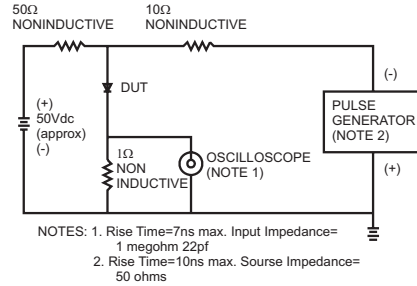 50Ω
NONINDUCTIVE
10Ω
NONINDUCTIVE
(+)
50Vdc
(approx)
(-)
DUT
1Ω
NON
INDUCTIVE
OSCILLOSCOPE
(NOTE 1)
(-)
PULSE
GENERATOR
(NOTE 2)
(+)
NOTES: 1. Rise Time=7ns max. Input Impedance=
1 megohm 22pf
2. Rise Time=10ns max. Sourse Impedance=
50 ohms